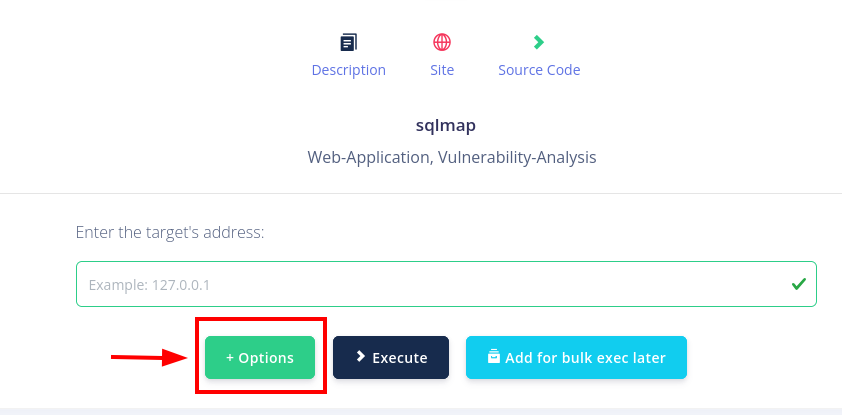 Description Site Source Code
sqlmap
Web-Application, Vulnerability-Analysis
Enter the target's address:
Example: 127.0.0.1
+ Options Execute Add for bulk exec later